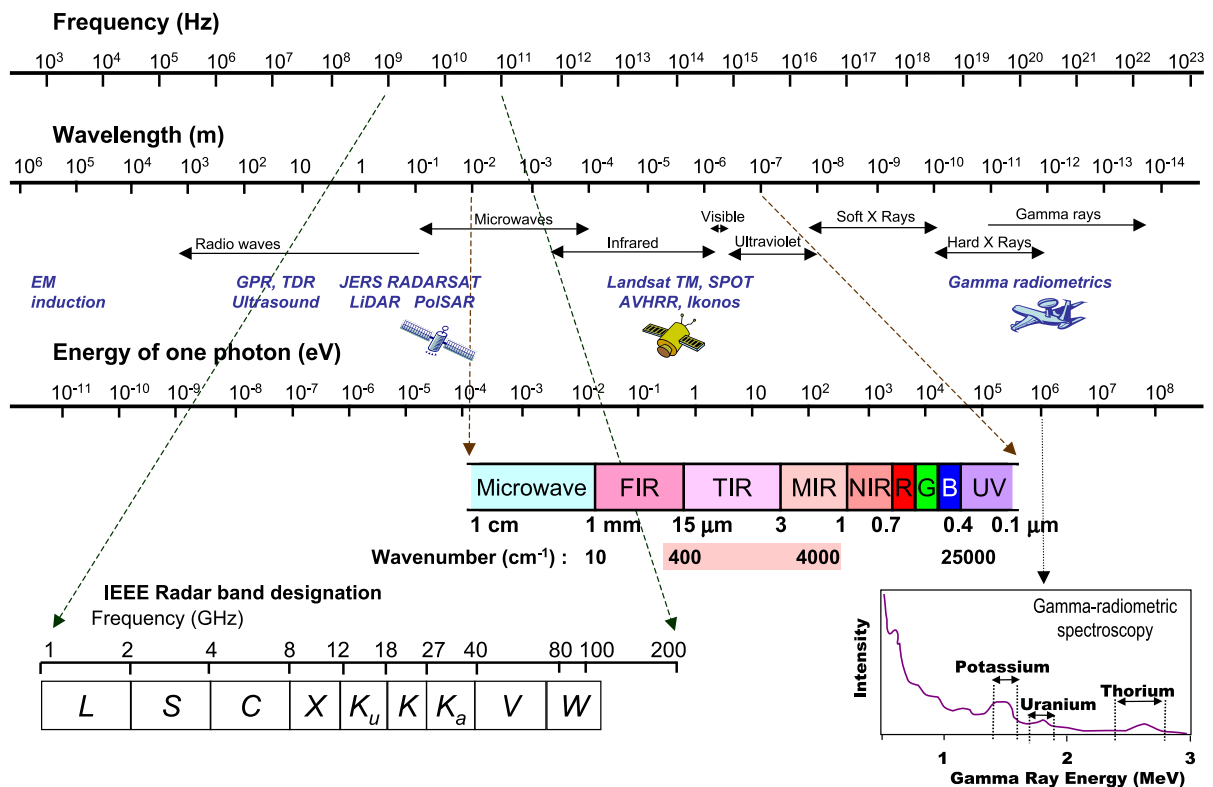 Frequency (Hz)
10³ 10⁴ 10⁵ 10⁶ 10⁷ 10⁸ 10⁹ 10¹⁰ 10¹¹ 10¹² 10¹³ 10¹⁴ 10¹⁵ 10¹⁶ 10¹⁷ 10¹⁸ 10¹⁹ 10²⁰ 10²¹ 10²² 10²³
Wavelength (m)
10⁶ 10⁵ 10⁴ 10³ 10² 10 1 10⁻¹ 10⁻² 10⁻³ 10⁻⁴ 10⁻⁵ 10⁻⁶ 10⁻⁷ 10⁻⁸ 10⁻⁹ 10⁻¹⁰ 10⁻¹¹ 10⁻¹² 10⁻¹³ 10⁻¹⁴
Microwaves Visible Soft X Rays Gamma rays
Radio waves Infrared Ultraviolet Hard X Rays
EM
induction
GPR, TDR
Ultrasound
JERS RADARSAT
LiDAR PolSAR
Landsat TM, SPOT
AVHRR, Ikonos
Gamma radiometrics
Energy of one photon (eV)
10⁻¹¹ 10⁻¹⁰ 10⁻⁹ 10⁻⁸ 10⁻⁷ 10⁻⁶ 10⁻⁵ 10⁻⁴ 10⁻³ 10⁻² 10⁻¹ 1 10 10² 10³ 10⁴ 10⁵ 10⁶ 10⁷ 10⁸
Microwave FIR TIR MIR NIR R G B UV
1 cm 1 mm 15 µm 3 1 0.7 0.4 0.1 µm
Wavenumber (cm⁻¹) : 10 400 4000 25000
IEEE Radar band designation
Frequency (GHz)
1 2 4 8 12 18 27 40 80 100 200
L S C X Kᵤ K Kₐ V W
Gamma-radiometric
spectroscopy
Intensity
Potassium
Uranium
Thorium
1 2 3
Gamma Ray Energy (MeV)